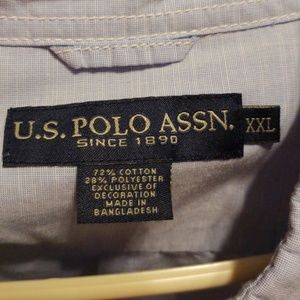 U.S. POLO ASSN. XXL
SINCE 1890
72% COTTON
28% POLYESTER
EXCLUSIVE OF
DECORATION
MADE IN
BANGLADESH